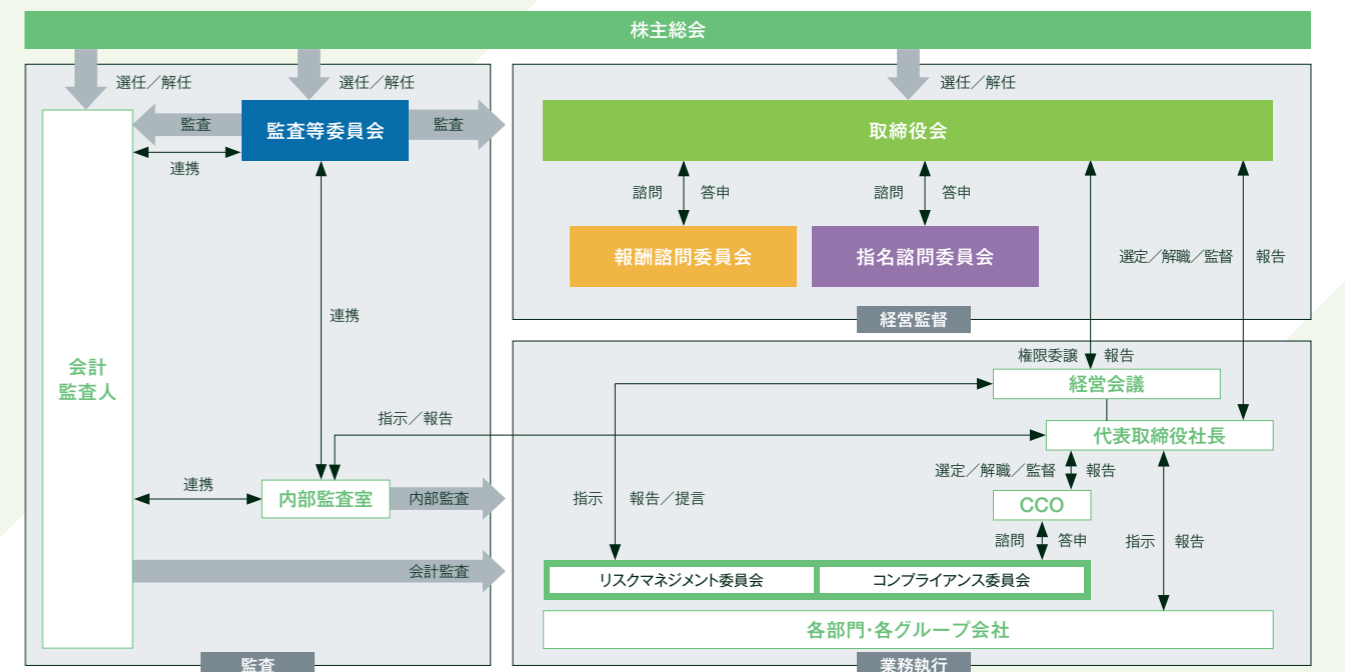 株主総会
選任／解任
選任／解任
選任／解任
監査
監査等委員会
監査
連携
会計
監査人
連携
指示／報告
連携
内部監査室
内部監査
会計監査
監査
取締役会
諮問
答申
諮問
答申
報酬諮問委員会
指名諮問委員会
選定／解職／監督
報告
経営監督
権限委譲
報告
経営会議
代表取締役社長
選定／解職／監督
報告
指示
報告／提言
CCO
諮問
答申
指示
報告
リスクマネジメント委員会
コンプライアンス委員会
各部門・各グループ会社
業務執行